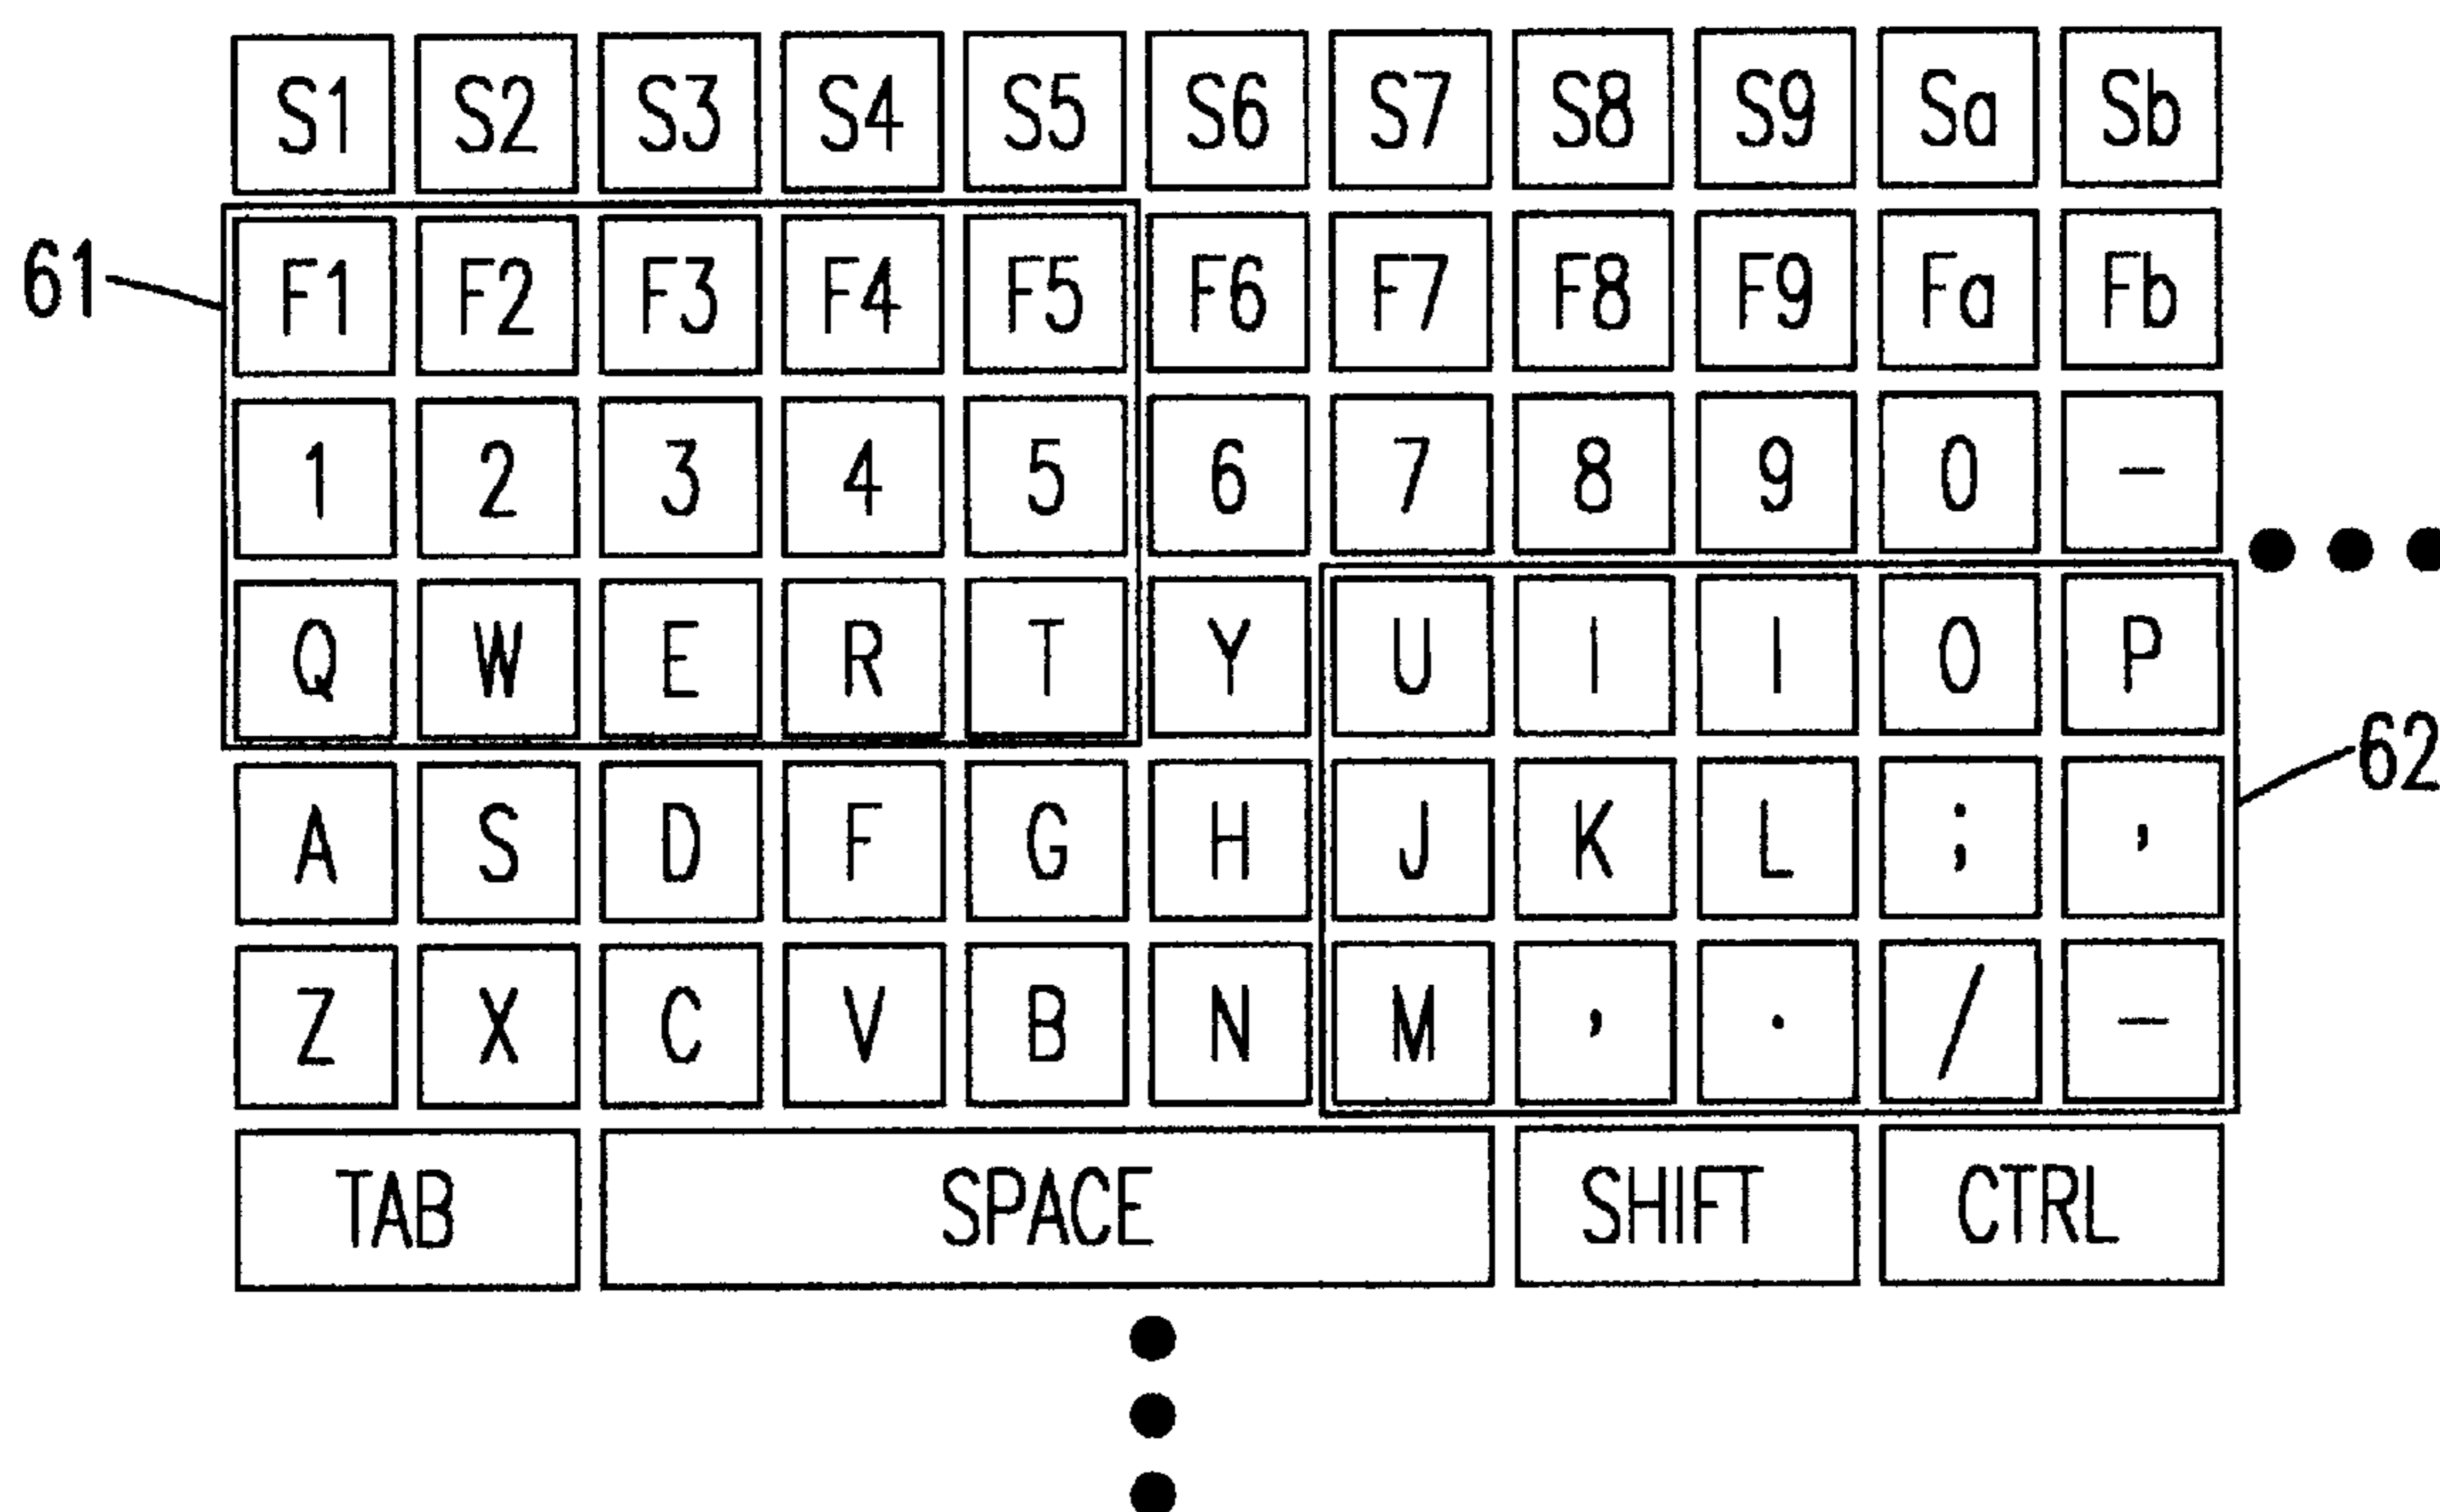 S1 S2 S3 S4 S5 S6 S7 S8 S9 Sa Sb
61 F1 F2 F3 F4 F5 F6 F7 F8 F9 Fa Fb
1 2 3 4 5 6 7 8 9 0 -
Q W E R T Y U I I O P
62
A S D F G H J K L ; ,
Z X C V B N M , . / -
TAB SPACE SHIFT CTRL